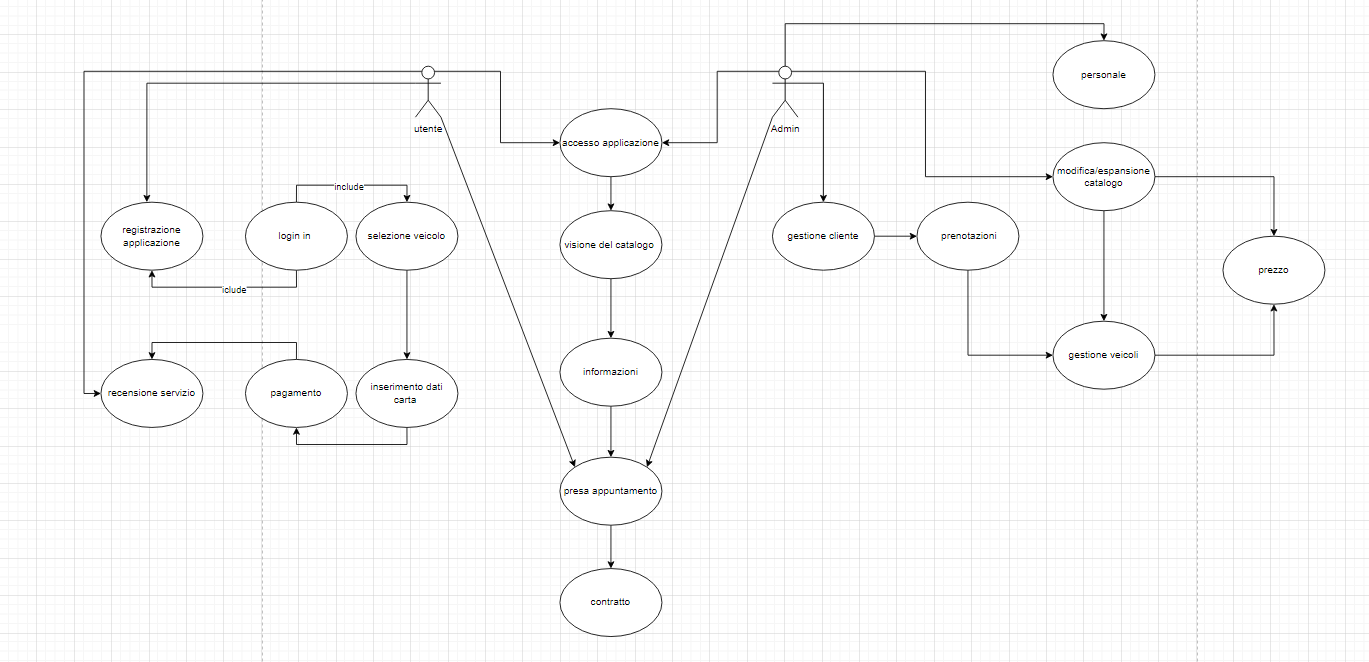 personale
utente
Admin
accesso applicazione
modifica/espansione
catalogo
include
registrazione
applicazione
login in
selezione veicolo
visione del catalogo
gestione cliente
prenotazioni
prezzo
iclude
gestione veicoli
informazioni
recensione servizio
pagamento
inserimento dati
carta
presa appuntamento
contratto